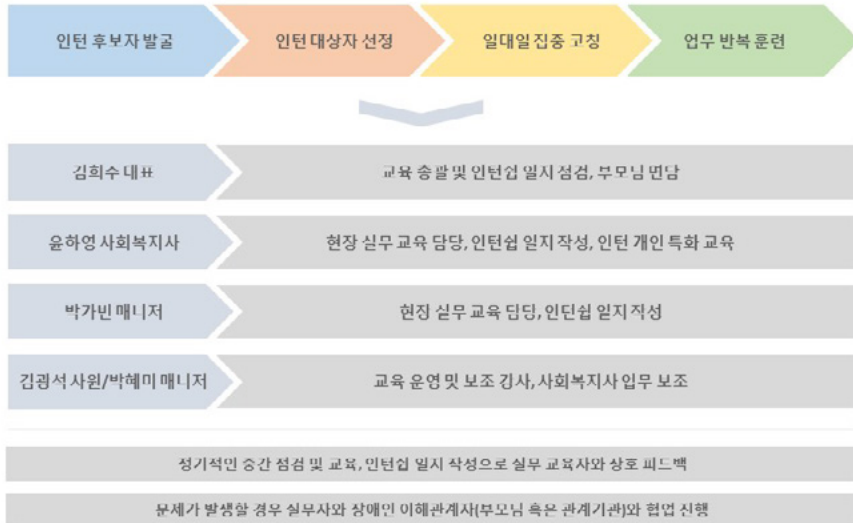 인턴 후보자 발굴
인턴 대상자 선정
일대일 집중 코칭
업무 반복 훈련
김희수 대표
교육 총괄 및 인턴쉽 일지 점검, 부모님 면담
윤하영 사회복지사
현장 실무 교육 담당, 인턴쉽 일지 작성, 인턴 개인 특화 교육
박가빈 매니저
현장 실무 교육 담당, 인턴쉽 일지 작성
김광석 사원/박혜미 매니저
교육 운영 및 보조 강사, 사회복지사 업무 보조
정기적인 중간 점검 및 교육, 인턴쉽 일지 작성으로 실무 교육자와 상호 피드백
문제가 발생할 경우 실무자와 장애인 이해관계자(부모님 혹은 관계기관)와 협업 진행